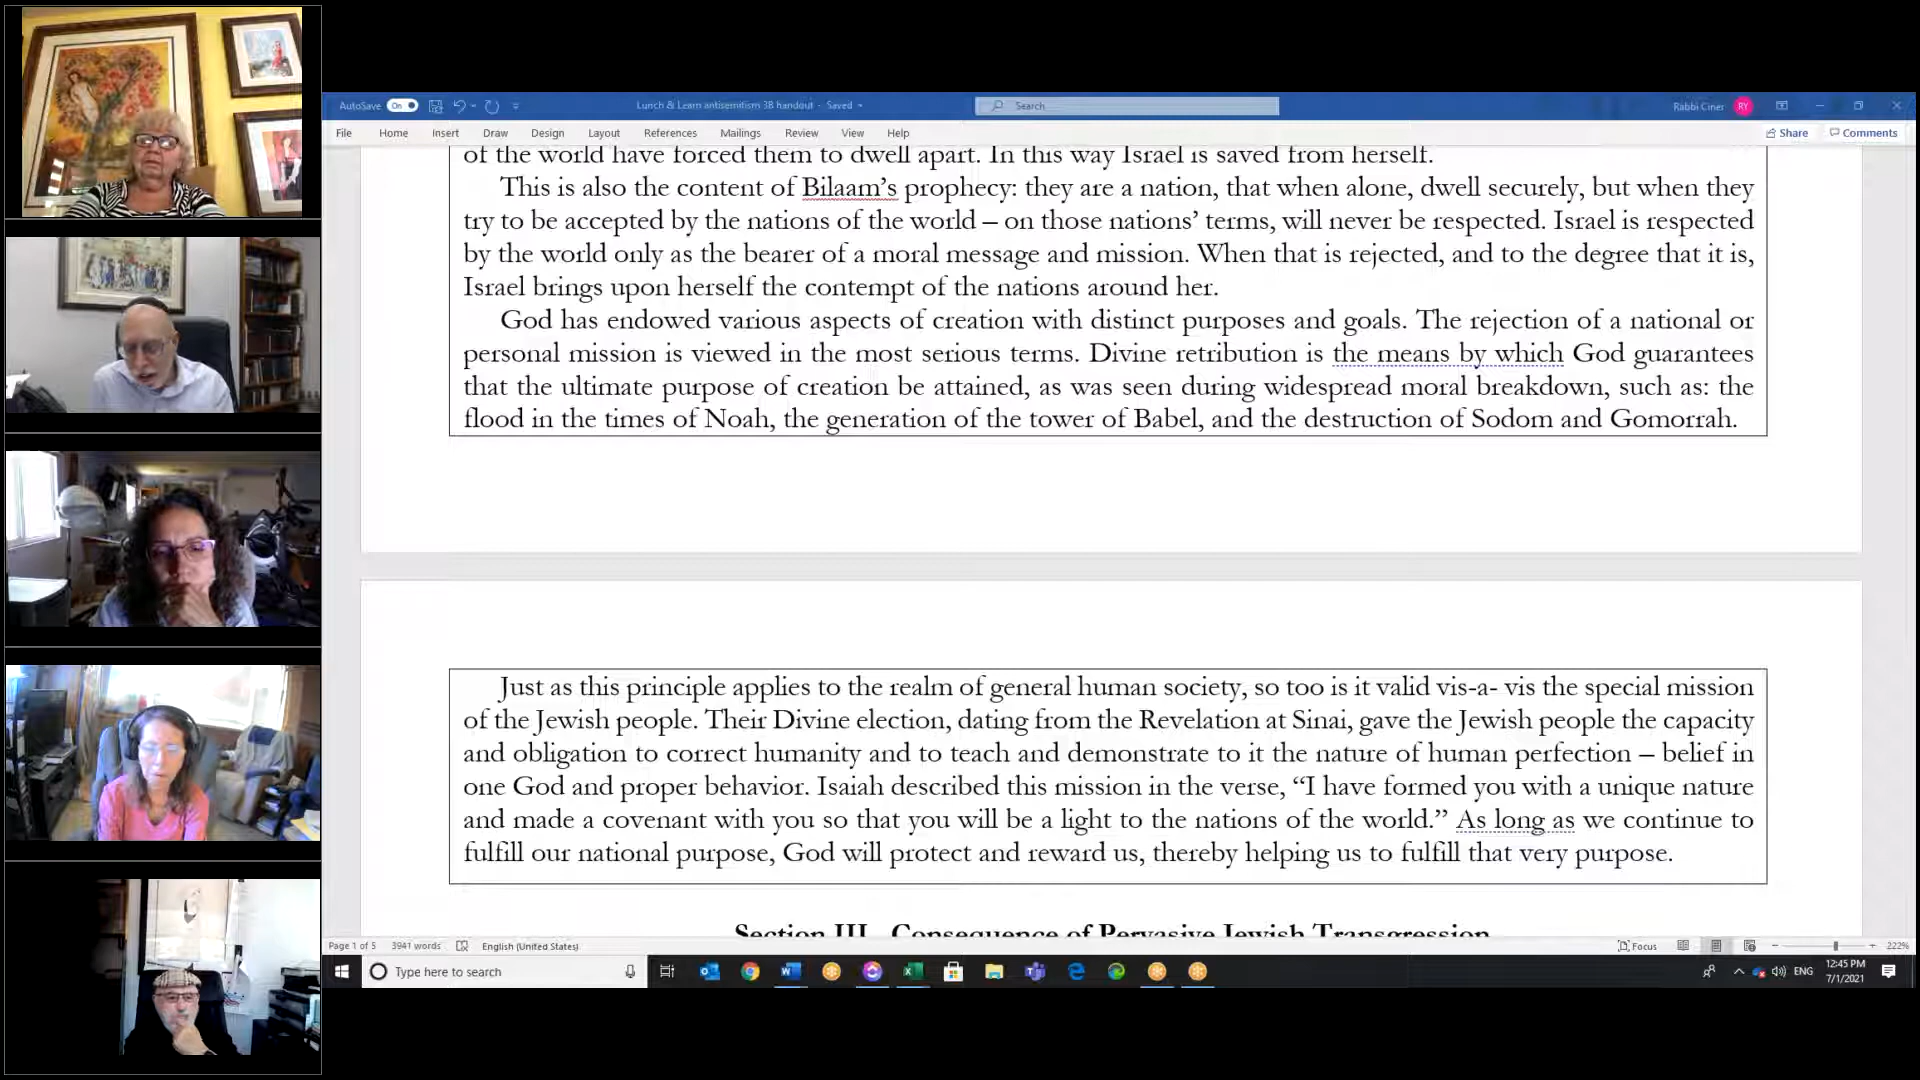 AutoSave On
Lunch & Learn antisemitism 3B handout - Saved
Search
Rabbi Ciner RY
File Home Insert Draw Design Layout References Mailings Review View Help Share Comments
of the world have forced them to dwell apart. In this way Israel is saved from herself.
This is also the content of Bilaam's prophecy: they are a nation, that when alone, dwell securely, but when they
try to be accepted by the nations of the world – on those nations' terms, will never be respected. Israel is respected
by the world only as the bearer of a moral message and mission. When that is rejected, and to the degree that it is,
Israel brings upon herself the contempt of the nations around her.
God has endowed various aspects of creation with distinct purposes and goals. The rejection of a national or
personal mission is viewed in the most serious terms. Divine retribution is the means by which God guarantees
that the ultimate purpose of creation be attained, as was seen during widespread moral breakdown, such as: the
flood in the times of Noah, the generation of the tower of Babel, and the destruction of Sodom and Gomorrah.
Just as this principle applies to the realm of general human society, so too is it valid vis-a- vis the special mission
of the Jewish people. Their Divine election, dating from the Revelation at Sinai, gave the Jewish people the capacity
and obligation to correct humanity and to teach and demonstrate to it the nature of human perfection – belief in
one God and proper behavior. Isaiah described this mission in the verse, “I have formed you with a unique nature
and made a covenant with you so that you will be a light to the nations of the world.” As long as we continue to
fulfill our national purpose, God will protect and reward us, thereby helping us to fulfill that very purpose.
Section III. Consequence of Pervasive Jewish Transgression
Page 1 of 5 3941 words English (United States) Focus 222%
Type here to search
ENG
12:45 PM
7/1/2021